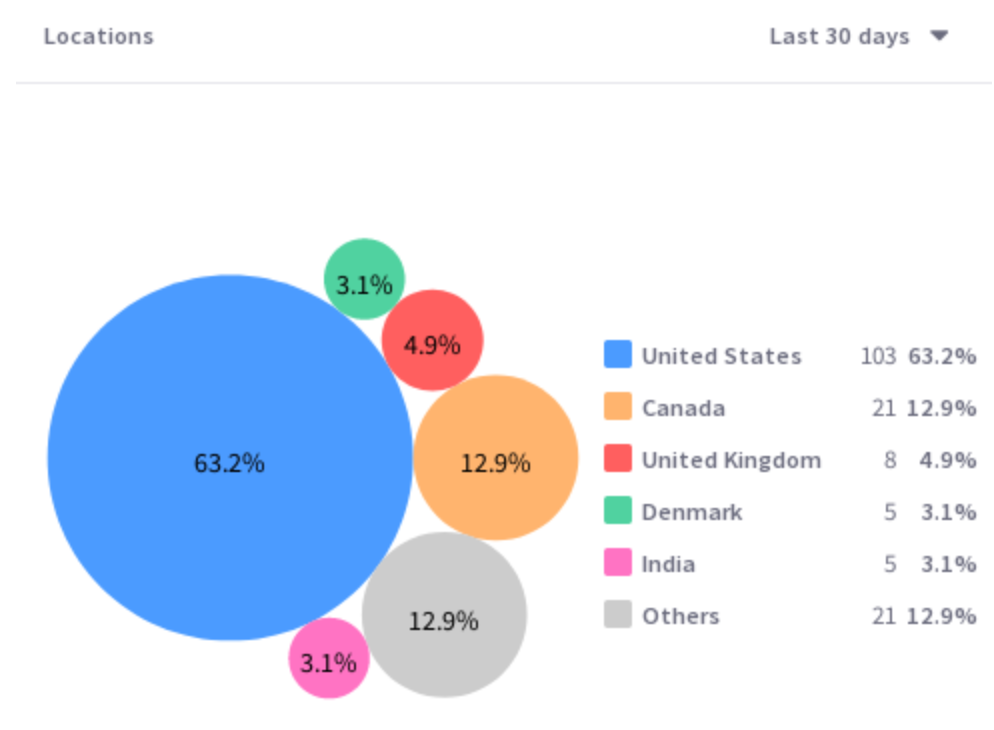 Locations
Last 30 days
3.1%
4.9%
63.2%
12.9%
12.9%
3.1%
United States 103 63.2%
Canada 21 12.9%
United Kingdom 8 4.9%
Denmark 5 3.1%
India 5 3.1%
Others 21 12.9%